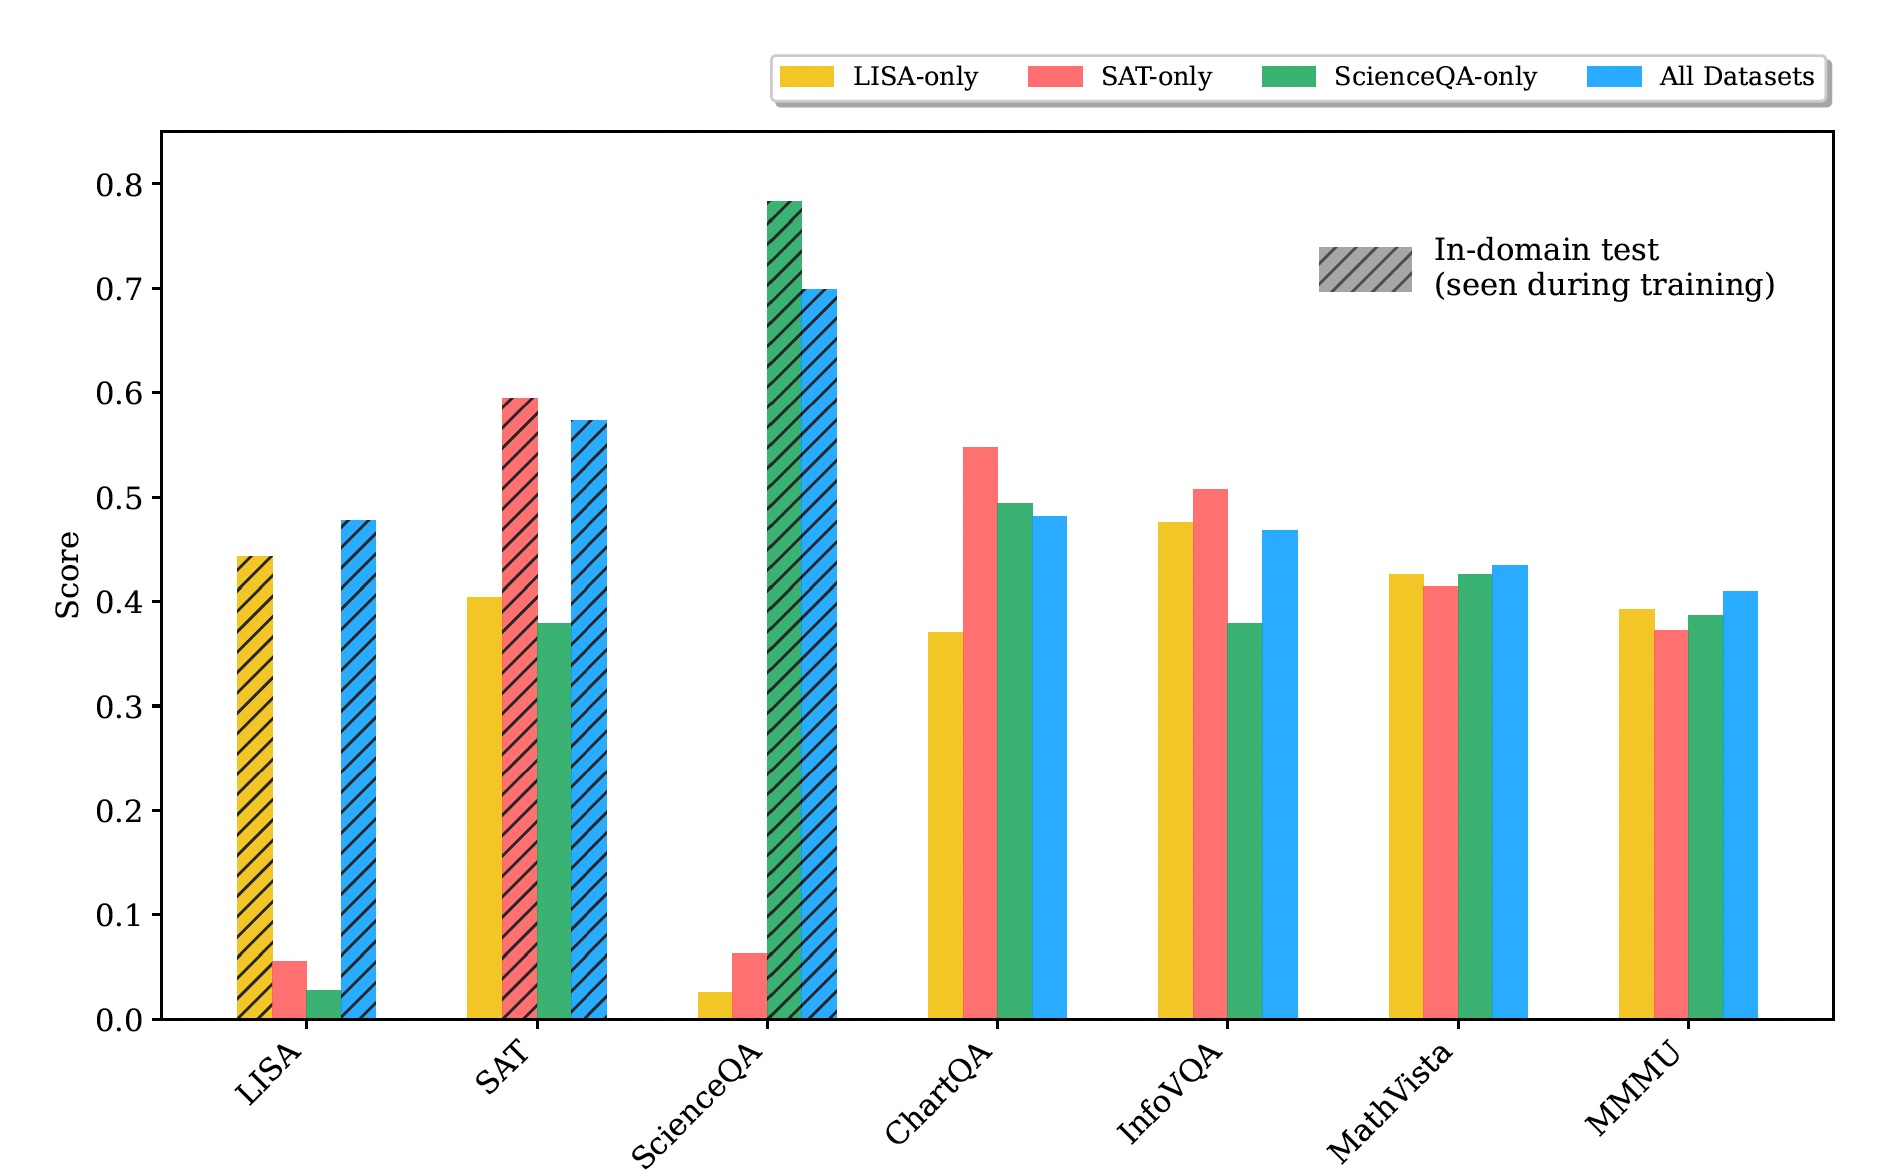 LISA-only SAT-only ScienceQA-only All Datasets
In-domain test
(seen during training)
0.8
0.7
0.6
0.5
0.4
0.3
0.2
0.1
0.0
Score
LISA SAT ScienceQA ChartQA InfoVQA MathVista MMMU